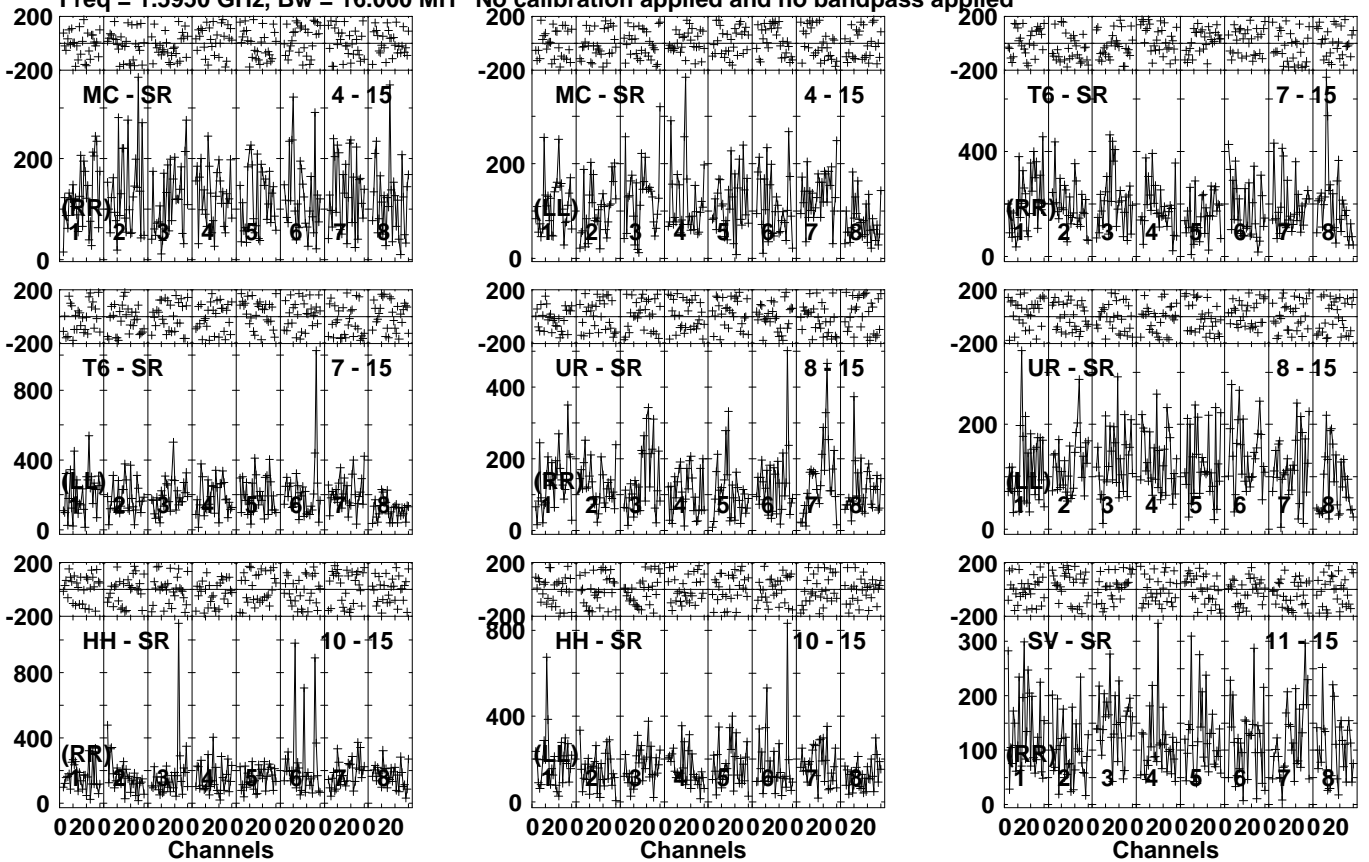 Freq = 1.5950 GHz, Bw = 16.000 MH No calibration applied and no bandpass applied
200 200 200
-200 -200 -200
MC - SR 4 - 15 MC - SR 4 - 15 T6 - SR 7 - 15
200 200 400
(RR) (LL) (RR)
1 2 3 4 5 6 7 8 1 2 3 4 5 6 7 8 1 2 3 4 5 6 7 8
0 0 0
200 200 200
-200 -200 -200
T6 - SR 7 - 15 UR - SR 8 - 15 UR - SR 8 - 15
800 400 200
400 200
(LL) (RR) (LL)
1 2 3 4 5 6 7 8 1 2 3 4 5 6 7 8 1 2 3 4 5 6 7 8
0 0 0
200 200 200
-200 -200 -200
HH - SR 10 - 15 HH - SR 10 - 15 SV - SR 11 - 15
800 800 300
400 400 200
(RR) (LL) (RR)
100
1 2 3 4 5 6 7 8 1 2 3 4 5 6 7 8 1 2 3 4 5 6 7 8
0 0 0
0 20 0 20 0 20 0 20 0 20 0 20 0 20 0 20 0 20 0 20 0 20 0 20 0 20 0 20 0 20 0 20 0 20 0 20 0 20 0 20 0 20 0 20 0 20 0 20
Channels Channels Channels